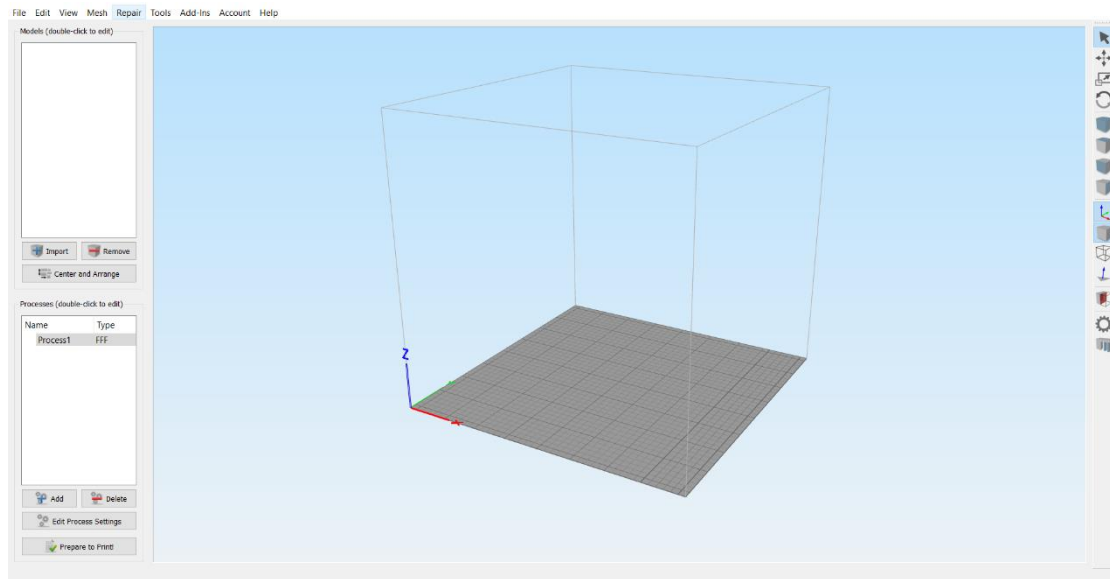 File Edit View Mesh Repair Tools Add-Ins Account Help
Models (double-click to edit)
Import Remove
Center and Arrange
Processes (double-click to edit)
Name Type
Process1 FFF
Add Delete
Edit Process Settings
Prepare to Print!
Z
X